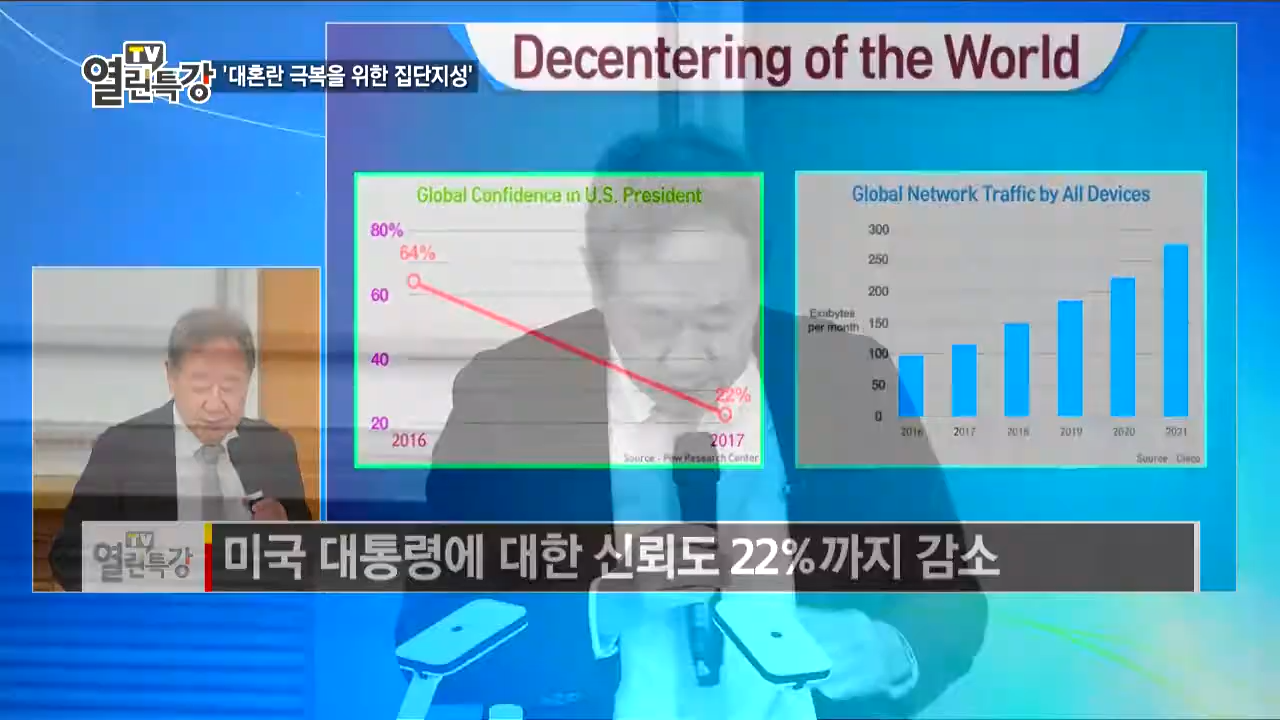 TV
열린특강
'대혼란 극복을 위한 집단지성'
Decentering of the World
Global Confidence in U.S. President
80%
64%
60
40
22%
20
2016
2017
Source - Pew Research Center
Global Network Traffic by All Devices
300
250
200
Exabytes
per month
150
100
50
0
2016
2017
2018
2019
2020
2021
Source - Cisco
TV
열린특강
미국 대통령에 대한 신뢰도 22%까지 감소